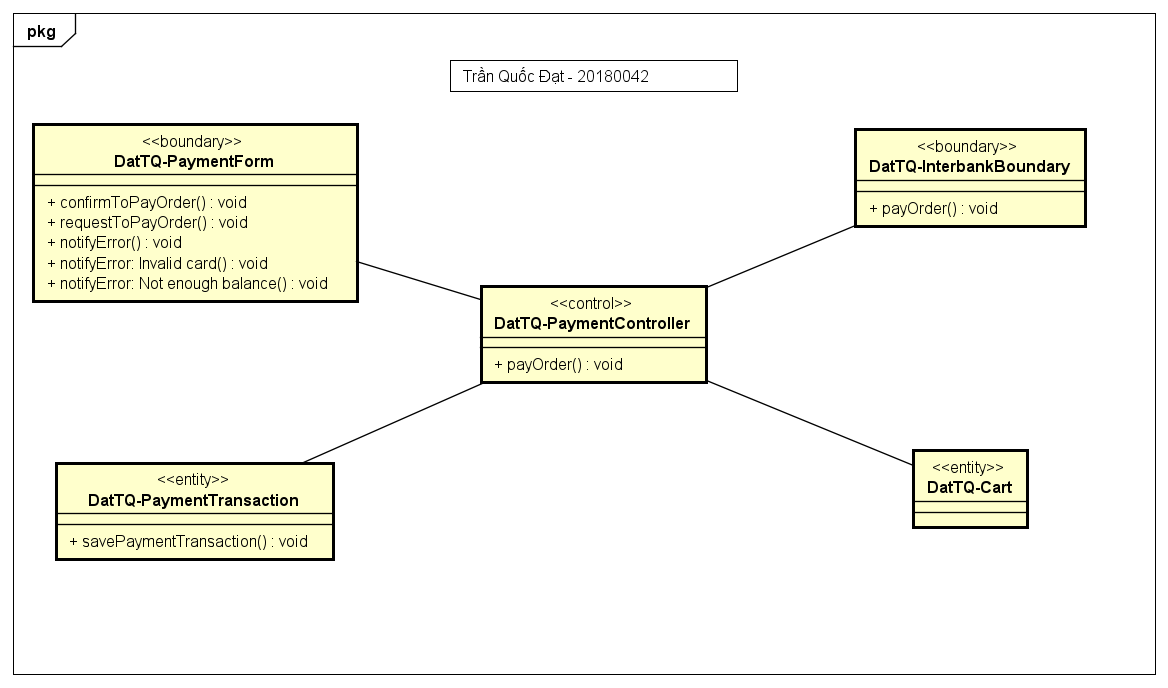 pkg
Trần Quốc Đạt - 20180042
<<boundary>>
DatTQ-PaymentForm
+ confirmToPayOrder() : void
+ requestToPayOrder() : void
+ notifyError() : void
+ notifyError: Invalid card() : void
+ notifyError: Not enough balance() : void
<<boundary>>
DatTQ-InterbankBoundary
+ payOrder() : void
<<control>>
DatTQ-PaymentController
+ payOrder() : void
<<entity>>
DatTQ-PaymentTransaction
+ savePaymentTransaction() : void
<<entity>>
DatTQ-Cart